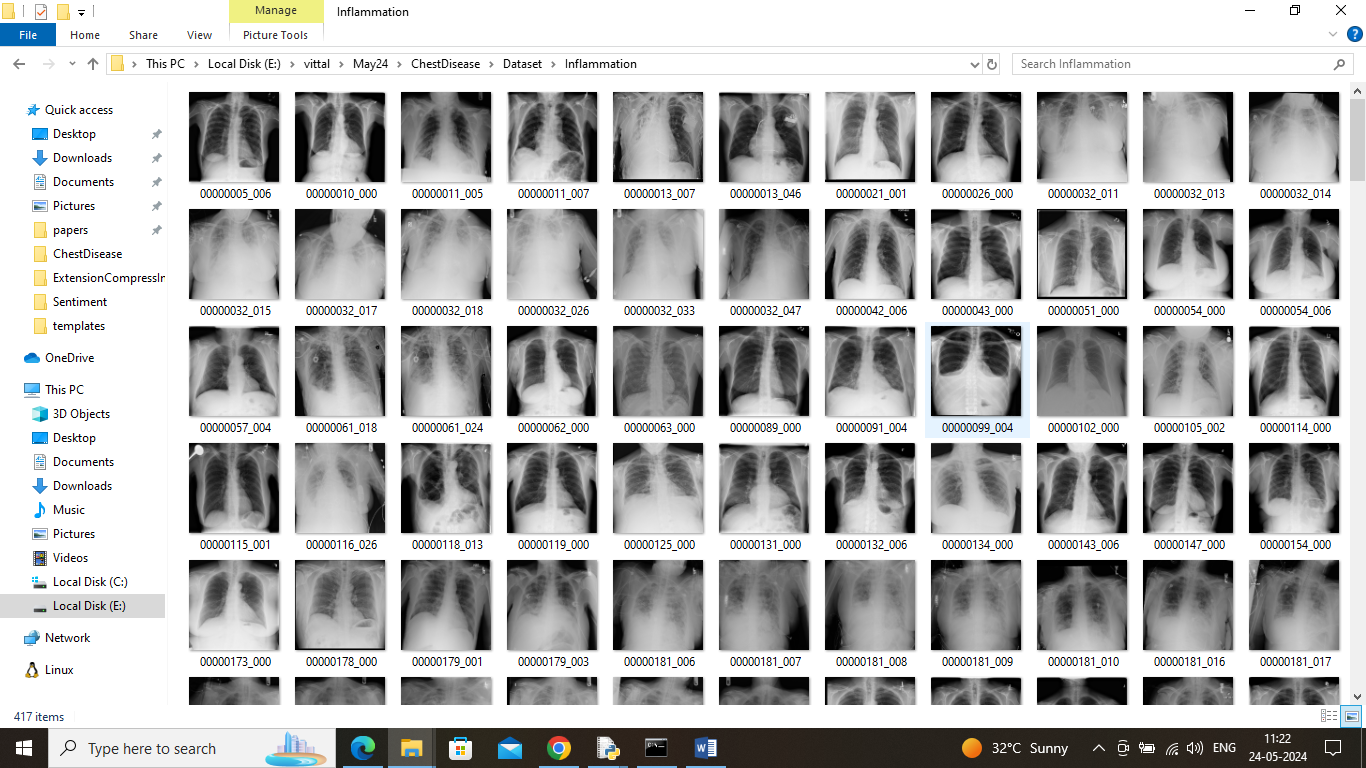 Manage
Inflammation
File
Home
Share
View
Picture Tools
This PC > Local Disk (E:) > vittal > May24 > ChestDisease > Dataset > Inflammation
Search Inflammation
Quick access
Desktop
Downloads
Documents
Pictures
papers
ChestDisease
ExtensionCompressIn
Sentiment
templates
OneDrive
This PC
3D Objects
Desktop
Documents
Downloads
Music
Pictures
Videos
Local Disk (C:)
Local Disk (E:)
Network
Linux
00000005_006 00000010_000 00000011_005 00000011_007 00000013_007 00000013_046 00000021_001 00000026_000 00000032_011 00000032_013 00000032_014
00000032_015 00000032_017 00000032_018 00000032_026 00000032_033 00000032_047 00000042_006 00000043_000 00000051_000 00000054_000 00000054_006
00000057_004 00000061_018 00000061_024 00000062_000 00000063_000 00000089_000 00000091_004 00000099_004 00000102_000 00000105_002 00000114_000
00000115_001 00000116_026 00000118_013 00000119_000 00000125_000 00000131_000 00000132_006 00000134_000 00000143_006 00000147_000 00000154_000
00000173_000 00000178_000 00000179_001 00000179_003 00000181_006 00000181_007 00000181_008 00000181_009 00000181_010 00000181_016 00000181_017
417 items
Type here to search
32°C Sunny
ENG
11:22
24-05-2024